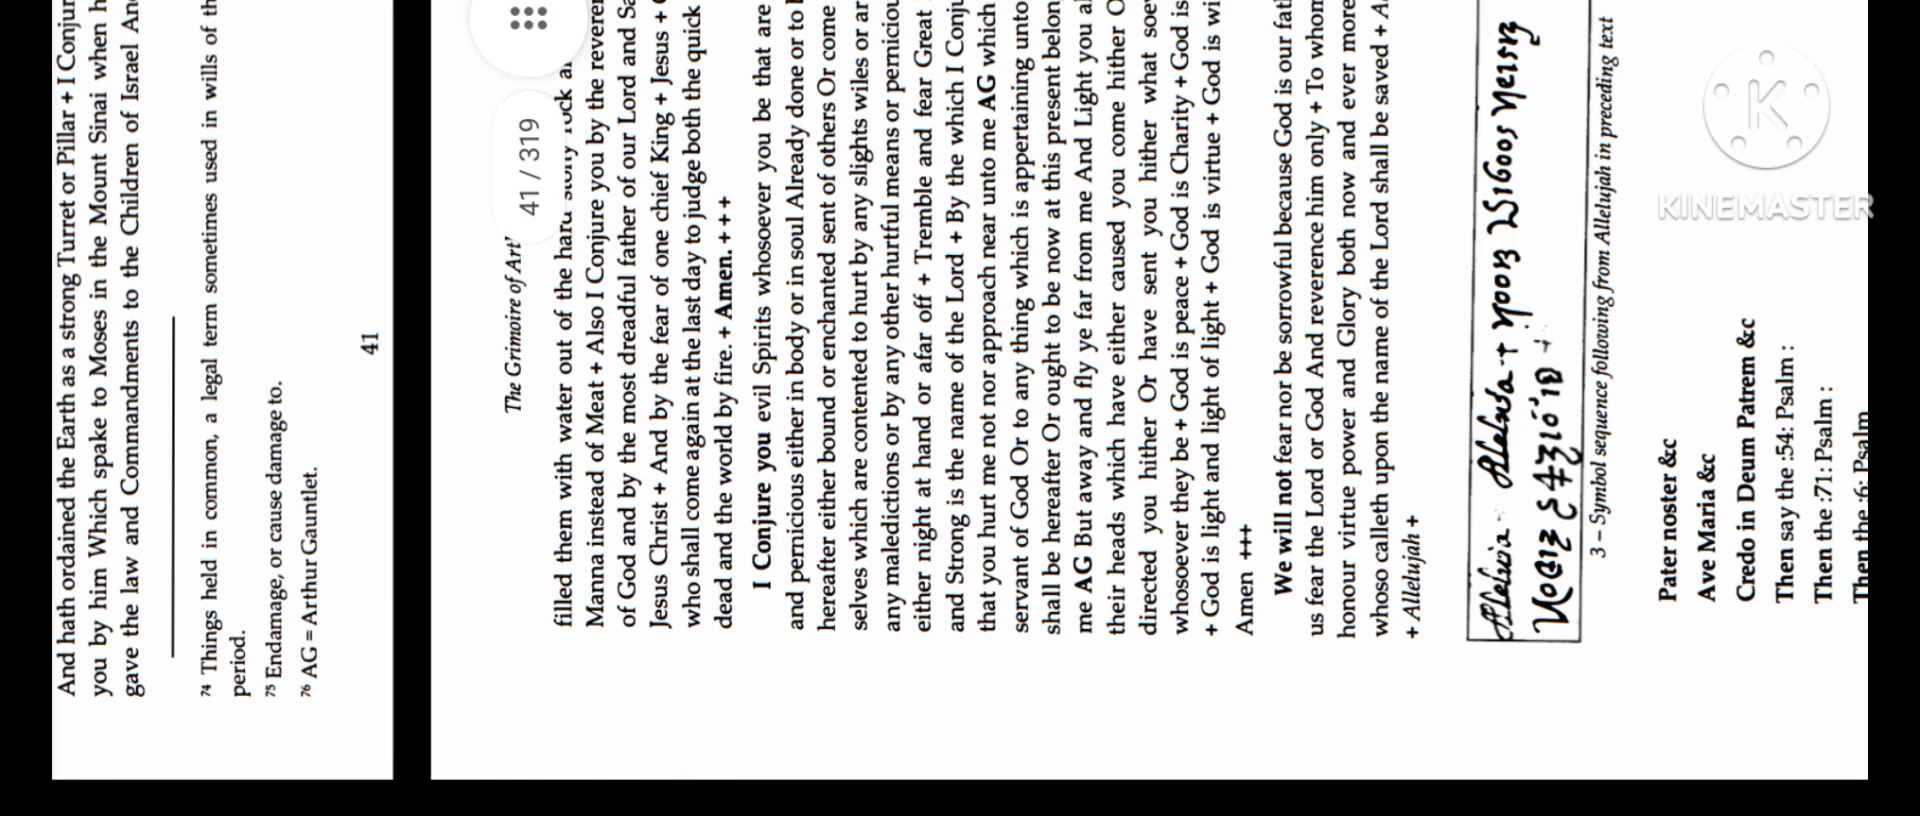 And hath ordained the Earth as a strong Turret or Pillar + I Conjur
you by him Which spake to Moses in the Mount Sinai when h
gave the law and Commandments to the Children of Israel And
74 Things held in common, a legal term sometimes used in wills of th
period.
75 Endamage, or cause damage to.
76 AG = Arthur Gauntlet.
41
The Grimoire of Art
41 / 319
filled them with water out of the hard stony rock
Manna instead of Meat + Also I Conjure you by the reveren
of God and by the most dreadful father of our Lord and Sa
Jesus Christ + And by the fear of one chief King + Jesus +
who shall come again at the last day to judge both the quick
dead and the world by fire. + Amen. + + +
I Conjure you evil Spirits whosoever you be that are
and pernicious either in body or in soul Already done or to
hereafter either bound or enchanted sent of others Or come
selves which are contented to hurt by any slights wiles or ar
any maledictions or by any other hurtful means or perniciou
either night at hand or afar off + Tremble and fear Great
and Strong is the name of the Lord + By the which I Conju
that you hurt me not nor approach near unto me AG which
servant of God Or to any thing which is appertaining unto
shall be hereafter Or ought to be now at this present belon
me AG But away and fly ye far from me And Light you a
their heads which have either caused you come hither O
directed you hither Or have sent you hither what soev
whosoever they be + God is peace + God is Charity + God is
+ God is light and light of light + God is virtue + God is wi
Amen +++
We will not fear nor be sorrowful because God is our fat
us fear the Lord or God And reverence him only + To whom
honour virtue power and Glory both now and ever more
whoso calleth upon the name of the Lord shall be saved + A
+ Allelujah +
3 – Symbol sequence following from Allelujah in preceding text
Pater noster &c
Ave Maria &c
Credo in Deum Patrem &c
Then say the :54: Psalm :
Then the :71: Psalm :
Then the :6: Psalm
KINEMASTER